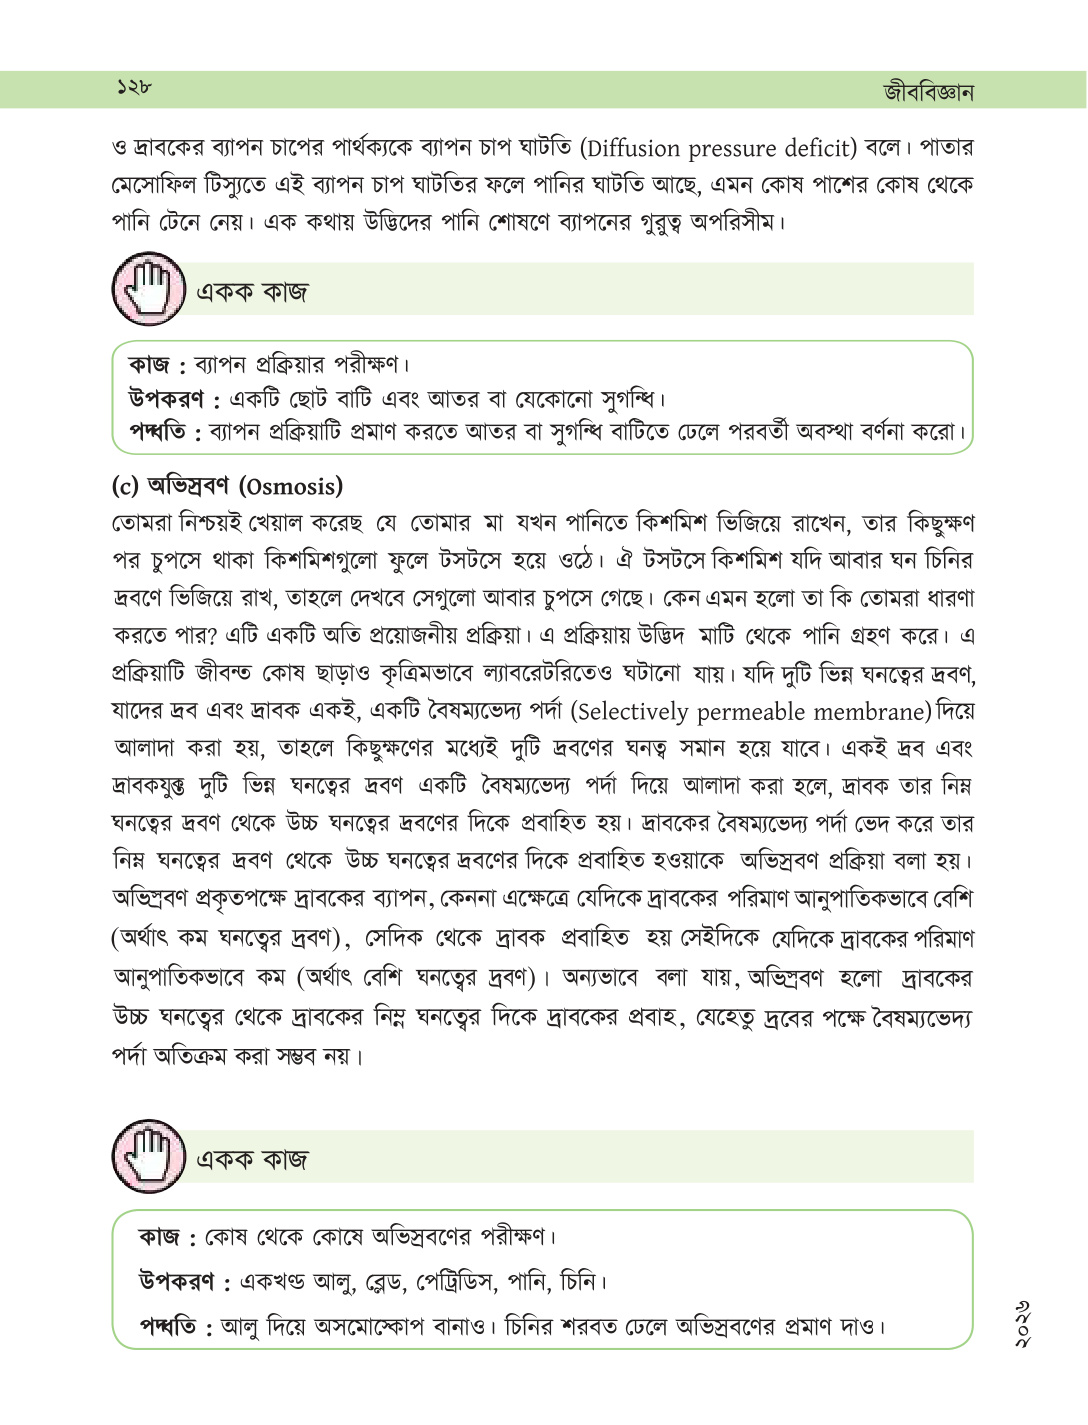 ১২৮
জীববিজ্ঞান
ও দ্রাবকের ব্যাপন চাপের পার্থক্যকে ব্যাপন চাপ ঘাটতি (Diffusion pressure deficit) বলে। পাতার
মেসোফিল টিস্যুতে এই ব্যাপন চাপ ঘাটতির ফলে পানির ঘাটতি আছে, এমন কোষ পাশের কোষ থেকে
পানি টেনে নেয়। এক কথায় উদ্ভিদের পানি শোষণে ব্যাপনের গুরুত্ব অপরিসীম।
একক কাজ
কাজ : ব্যাপন প্রক্রিয়ার পরীক্ষণ।
উপকরণ : একটি ছোট বাটি এবং আতর বা যেকোনো সুগন্ধি।
পদ্ধতি : ব্যাপন প্রক্রিয়াটি প্রমাণ করতে আতর বা সুগন্ধি বাটিতে ঢেলে পরবর্তী অবস্থা বর্ণনা করো।
(c) অভিস্রবণ (Osmosis)
তোমরা নিশ্চয়ই খেয়াল করেছ যে তোমার মা যখন পানিতে কিশমিশ ভিজিয়ে রাখেন, তার কিছুক্ষণ
পর চুপসে থাকা কিশমিশগুলো ফুলে টসটসে হয়ে ওঠে। ঐ টসটসে কিশমিশ যদি আবার ঘন চিনির
দ্রবণে ভিজিয়ে রাখ, তাহলে দেখবে সেগুলো আবার চুপসে গেছে। কেন এমন হলো তা কি তোমরা ধারণা
করতে পার? এটি একটি অতি প্রয়োজনীয় প্রক্রিয়া। এ প্রক্রিয়ায় উদ্ভিদ মাটি থেকে পানি গ্রহণ করে। এ
প্রক্রিয়াটি জীবন্ত কোষ ছাড়াও কৃত্রিমভাবে ল্যাবরেটরিতেও ঘটানো যায়। যদি দুটি ভিন্ন ঘনত্বের দ্রবণ,
যাদের দ্রব এবং দ্রাবক একই, একটি বৈষম্যভেদ্য পর্দা (Selectively permeable membrane) দিয়ে
আলাদা করা হয়, তাহলে কিছুক্ষণের মধ্যেই দুটি দ্রবণের ঘনত্ব সমান হয়ে যাবে। একই দ্রব এবং
দ্রাবকযুক্ত দুটি ভিন্ন ঘনত্বের দ্রবণ একটি বৈষম্যভেদ্য পর্দা দিয়ে আলাদা করা হলে, দ্রাবক তার নিম্ন
ঘনত্বের দ্রবণ থেকে উচ্চ ঘনত্বের দ্রবণের দিকে প্রবাহিত হয়। দ্রাবকের বৈষম্যভেদ্য পর্দা ভেদ করে তার
নিম্ন ঘনত্বের দ্রবণ থেকে উচ্চ ঘনত্বের দ্রবণের দিকে প্রবাহিত হওয়াকে অভিস্রবণ প্রক্রিয়া বলা হয়।
অভিস্রবণ প্রকৃতপক্ষে দ্রাবকের ব্যাপন, কেননা এক্ষেত্রে যেদিকে দ্রাবকের পরিমাণ আনুপাতিকভাবে বেশি
(অর্থাৎ কম ঘনত্বের দ্রবণ), সেদিক থেকে দ্রাবক প্রবাহিত হয় সেইদিকে যেদিকে দ্রাবকের পরিমাণ
আনুপাতিকভাবে কম (অর্থাৎ বেশি ঘনত্বের দ্রবণ)। অন্যভাবে বলা যায়, অভিস্রবণ হলো দ্রাবকের
উচ্চ ঘনত্বের থেকে দ্রাবকের নিম্ন ঘনত্বের দিকে দ্রাবকের প্রবাহ, যেহেতু দ্রবের পক্ষে বৈষম্যভেদ্য
পর্দা অতিক্রম করা সম্ভব নয়।
একক কাজ
কাজ : কোষ থেকে কোষে অভিস্রবণের পরীক্ষণ।
উপকরণ : একখণ্ড আলু, ব্লেড, পেট্রিডিস, পানি, চিনি।
পদ্ধতি : আলু দিয়ে অসমোস্কোপ বানাও। চিনির শরবত ঢেলে অভিস্রবণের প্রমাণ দাও।
২০২৬